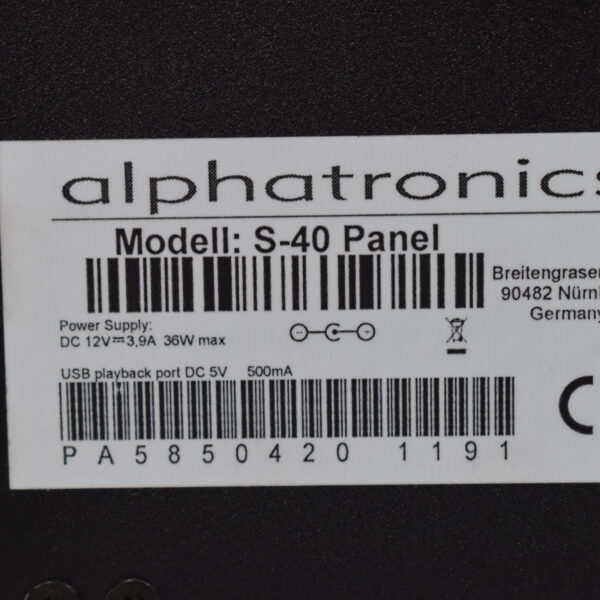 alphatronics
Modell: S-40 Panel
Breitengraser
90482 Nürn
Germany
Power Supply:
DC 12V⎓3,9A 36W max
USB playback port DC 5V 500mA
PA5850420 1191